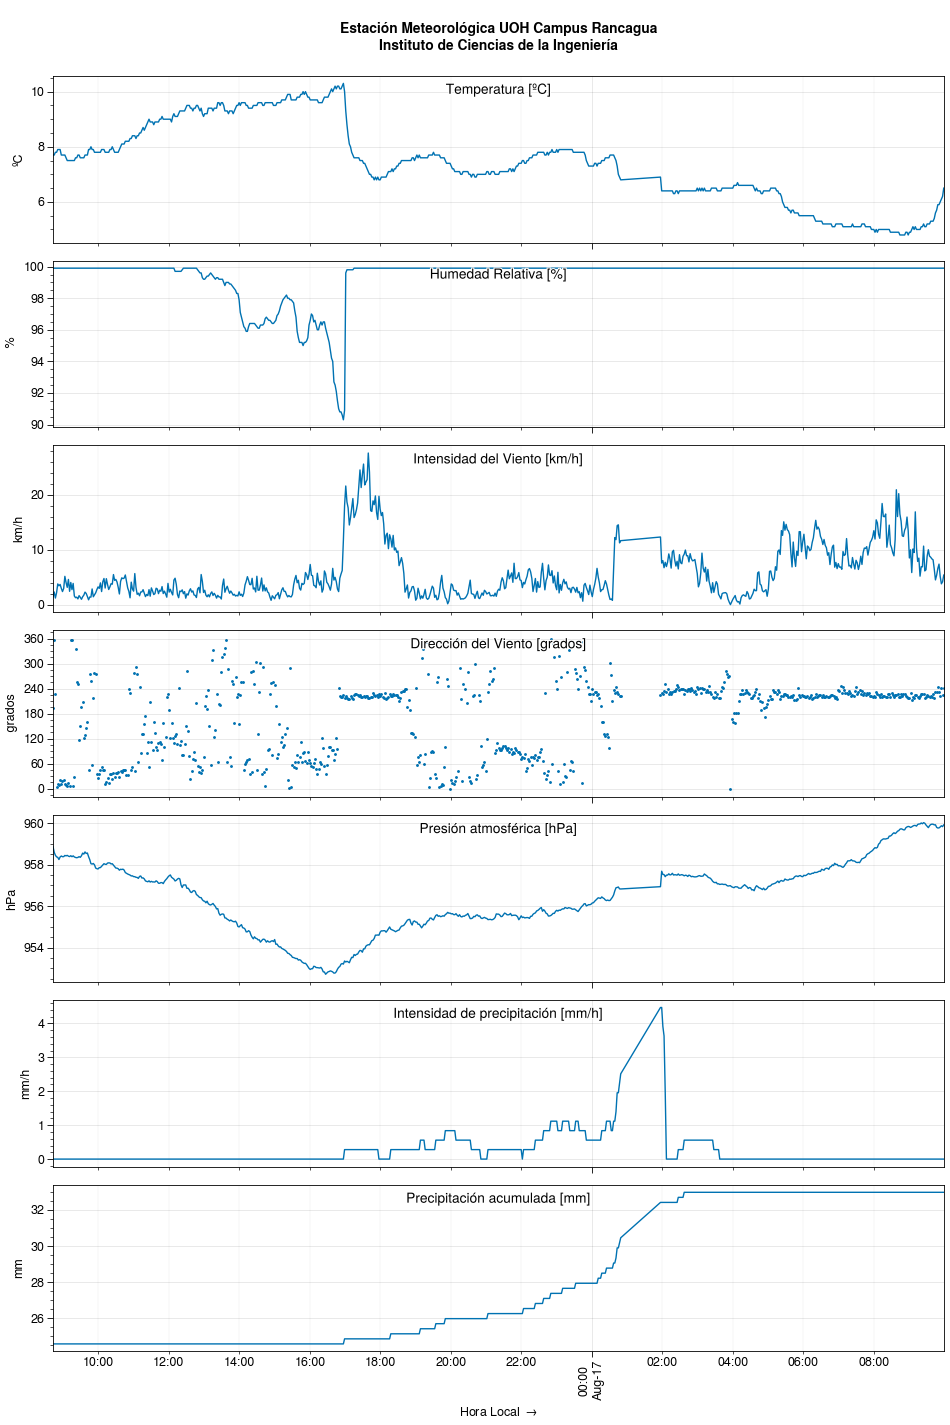 Estación Meteorológica UOH Campus Rancagua
Instituto de Ciencias de la Ingeniería
Temperatura [ºC]
ºC
10
8
6
Humedad Relativa [%]
%
100
98
96
94
92
90
Intensidad del Viento [km/h]
km/h
20
10
0
Dirección del Viento [grados]
grados
360
300
240
180
120
60
0
Presión atmosférica [hPa]
hPa
960
958
956
954
Intensidad de precipitación [mm/h]
mm/h
4
3
2
1
0
Precipitación acumulada [mm]
mm
32
30
28
26
10:00 12:00 14:00 16:00 18:00 20:00 22:00 00:00 02:00 04:00 06:00 08:00
Aug-17
Hora Local →